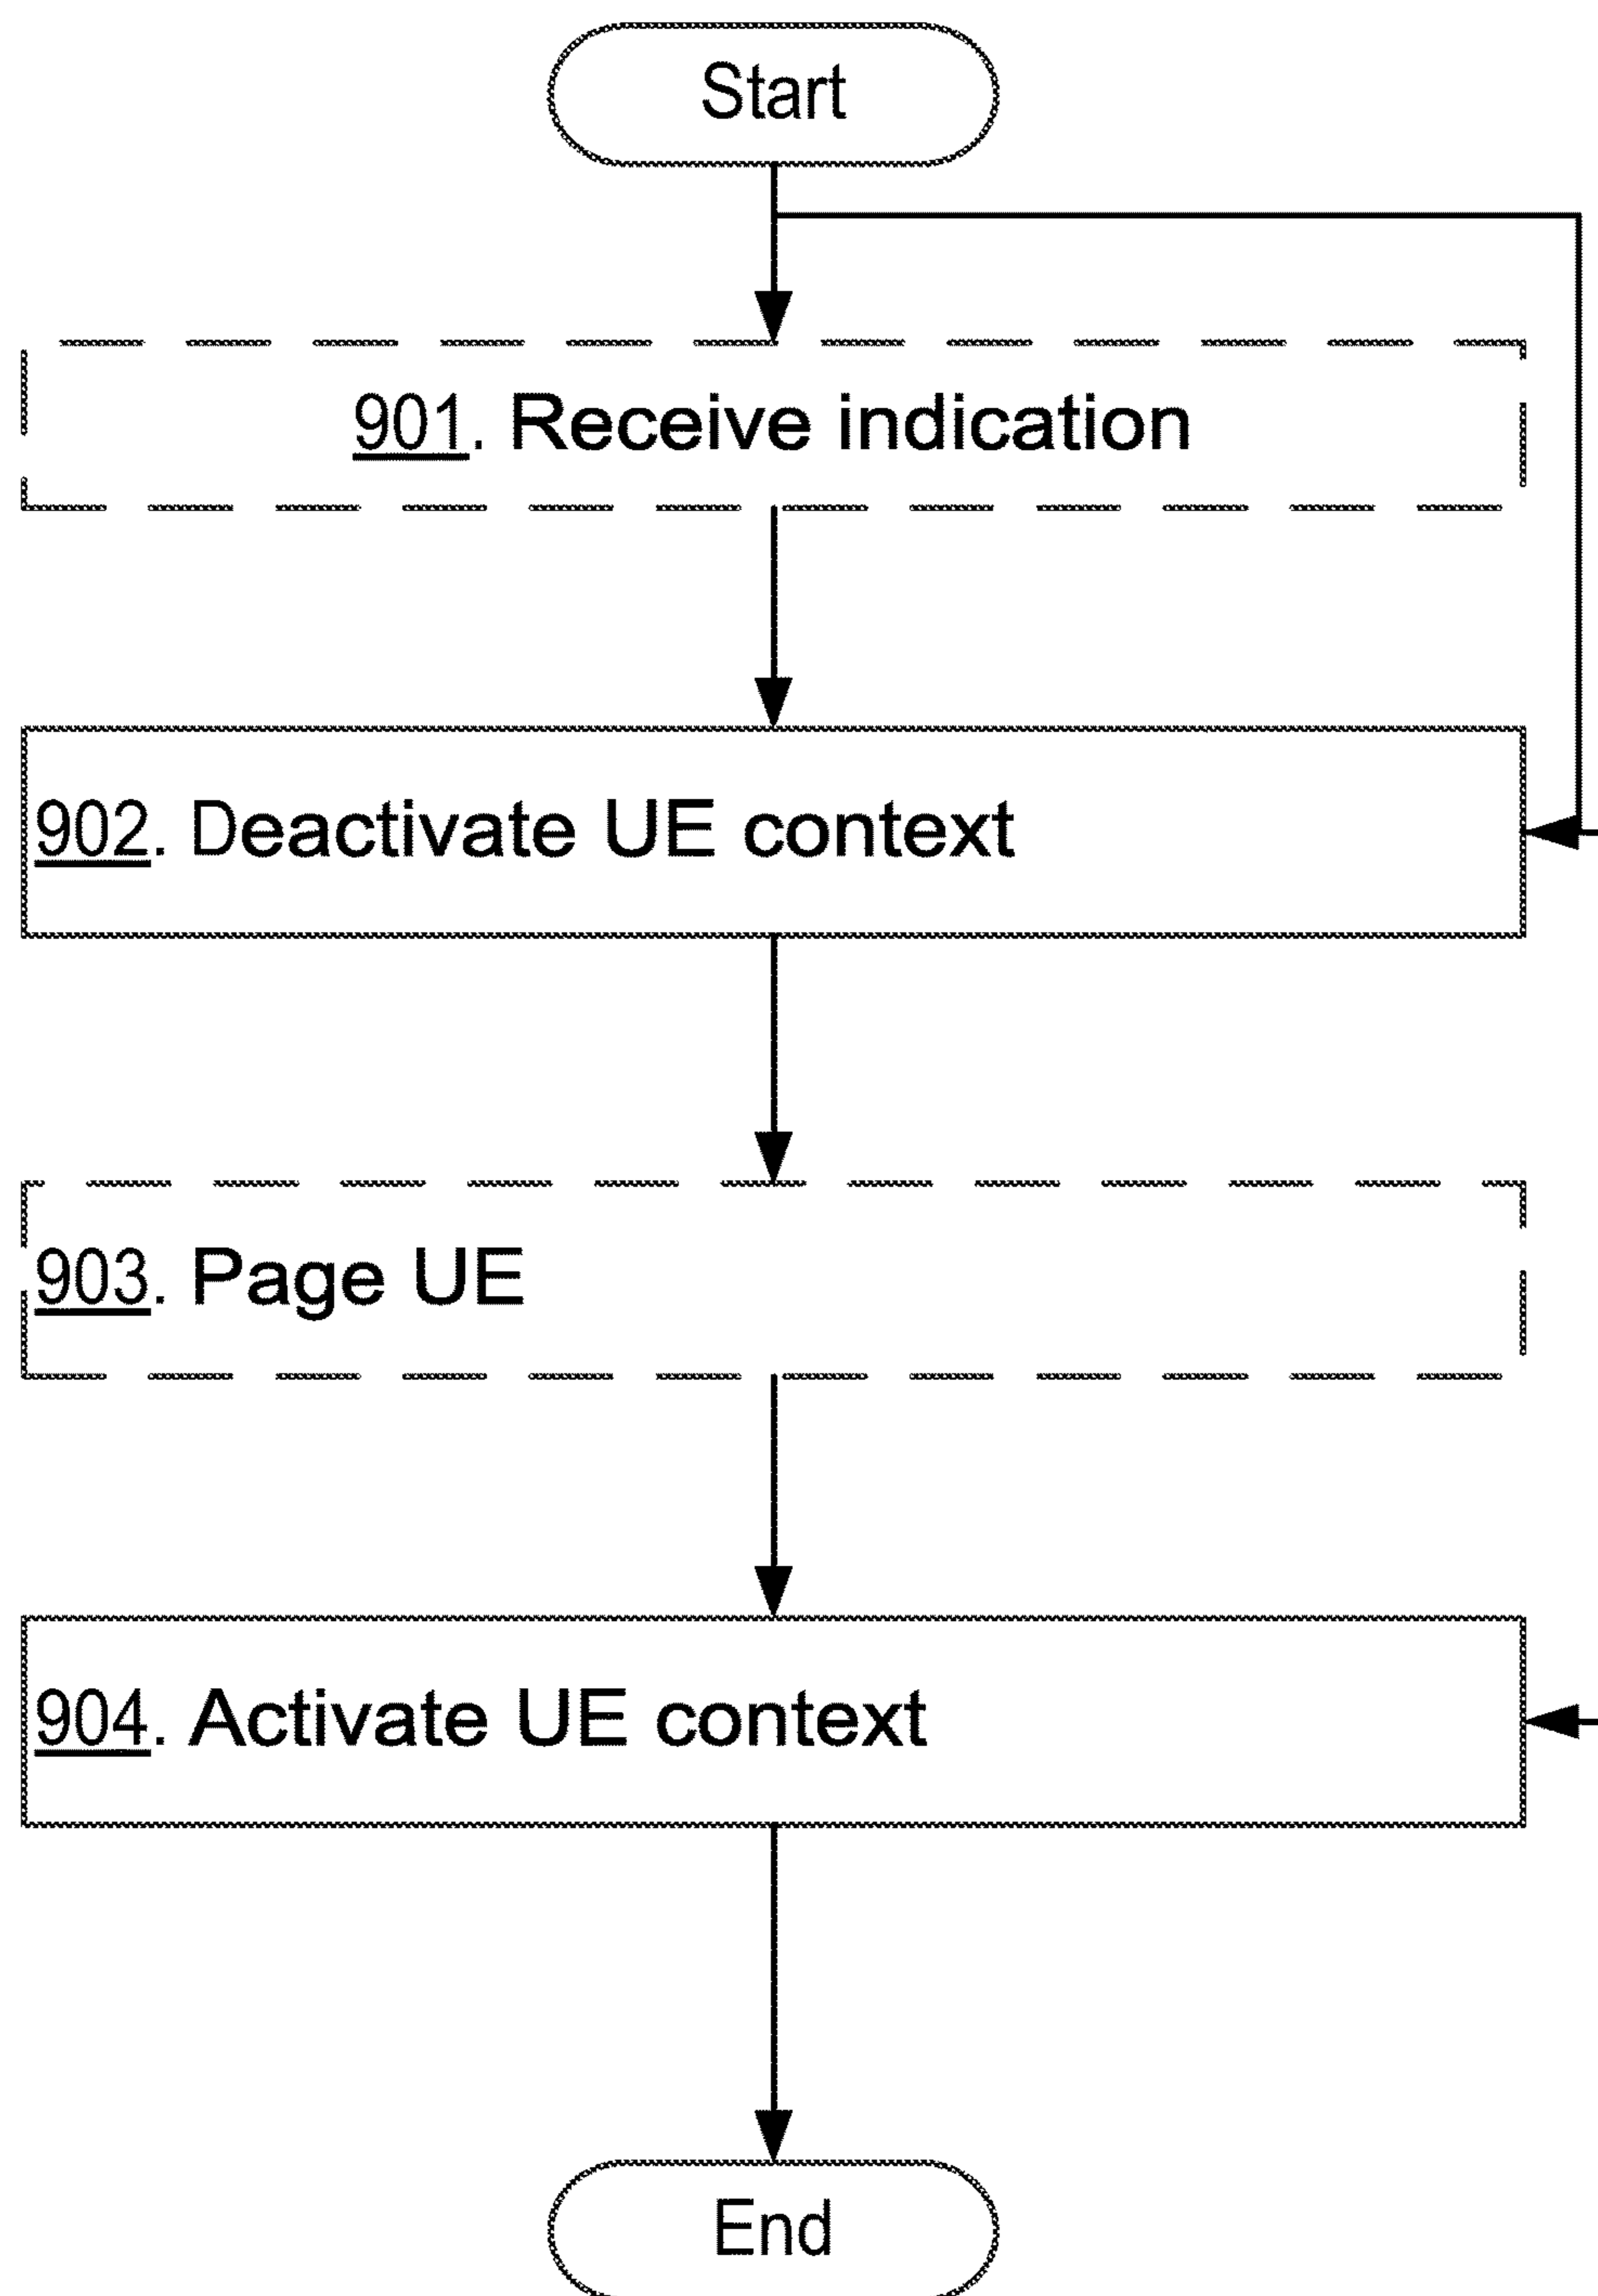 Start
901. Receive indication
902. Deactivate UE context
903. Page UE
904. Activate UE context
End